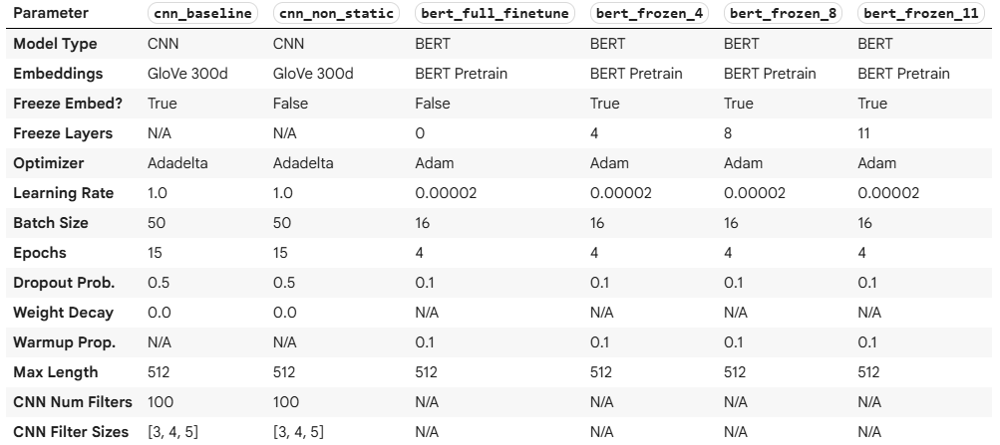 Parameter cnn_baseline cnn_non_static bert_full_finetune bert_frozen_4 bert_frozen_8 bert_frozen_11
Model Type CNN CNN BERT BERT BERT BERT
Embeddings GloVe 300d GloVe 300d BERT Pretrain BERT Pretrain BERT Pretrain BERT Pretrain
Freeze Embed? True False False True True True
Freeze Layers N/A N/A 0 4 8 11
Optimizer Adadelta Adadelta Adam Adam Adam Adam
Learning Rate 1.0 1.0 0.00002 0.00002 0.00002 0.00002
Batch Size 50 50 16 16 16 16
Epochs 15 15 4 4 4 4
Dropout Prob. 0.5 0.5 0.1 0.1 0.1 0.1
Weight Decay 0.0 0.0 N/A N/A N/A N/A
Warmup Prop. N/A N/A 0.1 0.1 0.1 0.1
Max Length 512 512 512 512 512 512
CNN Num Filters 100 100 N/A N/A N/A N/A
CNN Filter Sizes [3, 4, 5] [3, 4, 5] N/A N/A N/A N/A